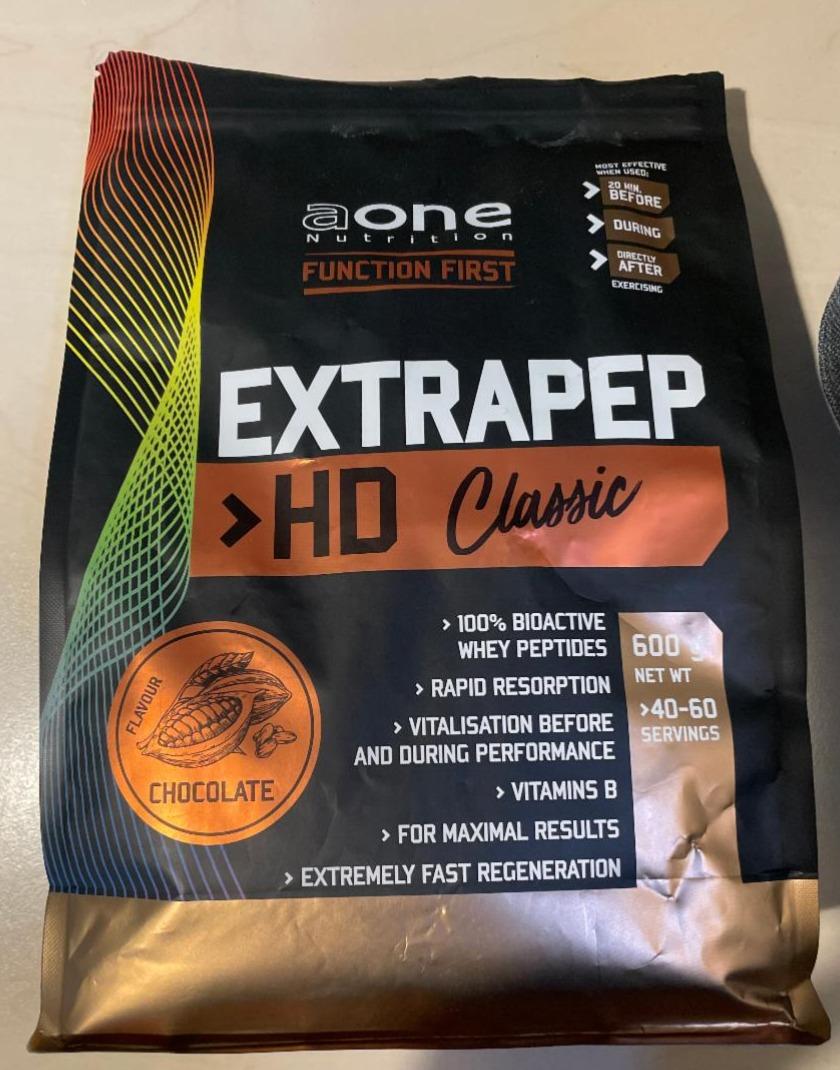 aone
Nutrition
FUNCTION FIRST
MOST EFFECTIVE
WHEN USED:
> 20 MIN.
BEFORE
> DURING
> DIRECTLY
AFTER
EXERCISING
EXTRAPEP
>HD Classic
FLAVOUR
CHOCOLATE
> 100% BIOACTIVE
WHEY PEPTIDES
> RAPID RESORPTION
> VITALISATION BEFORE
AND DURING PERFORMANCE
> VITAMINS B
> FOR MAXIMAL RESULTS
> EXTREMELY FAST REGENERATION
600 g
NET WT
>40-60
SERVINGS